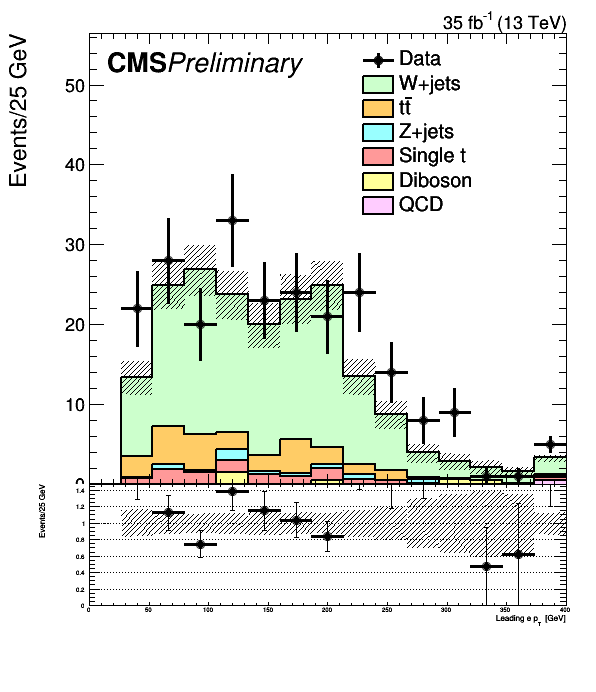 35 fb⁻¹ (13 TeV)
Events/25 GeV
CMS Preliminary
Data
W+jets
tt̄
Z+jets
Single t
Diboson
QCD
50
40
30
20
10
0
Events/25 GeV
1.4
1.2
1
0.8
0.6
0.4
0.2
0
0 50 100 150 200 250 300 350 400
Leading e p_T [GeV]